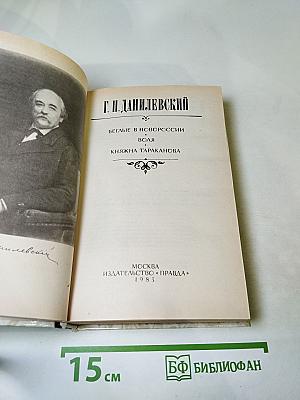 Г. П. ДАНИЛЕВСКИЙ
БЕГЛЫЕ В НОВОРОССИИ
ВОЛЯ
КНЯЖНА ТАРАКАНОВА
МОСКВА
ИЗДАТЕЛЬСТВО «ПРАВДА»
1983
15 см
БФ БИБЛИОФАН